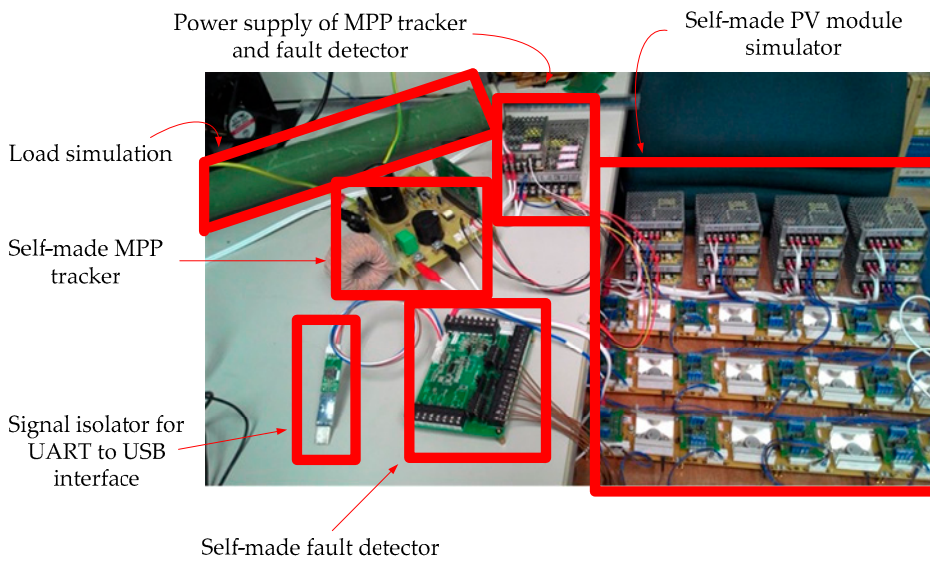 Power supply of MPP tracker
and fault detector
Self-made PV module
simulator
Load simulation
Self-made MPP
tracker
Signal isolator for
UART to USB
interface
Self-made fault detector